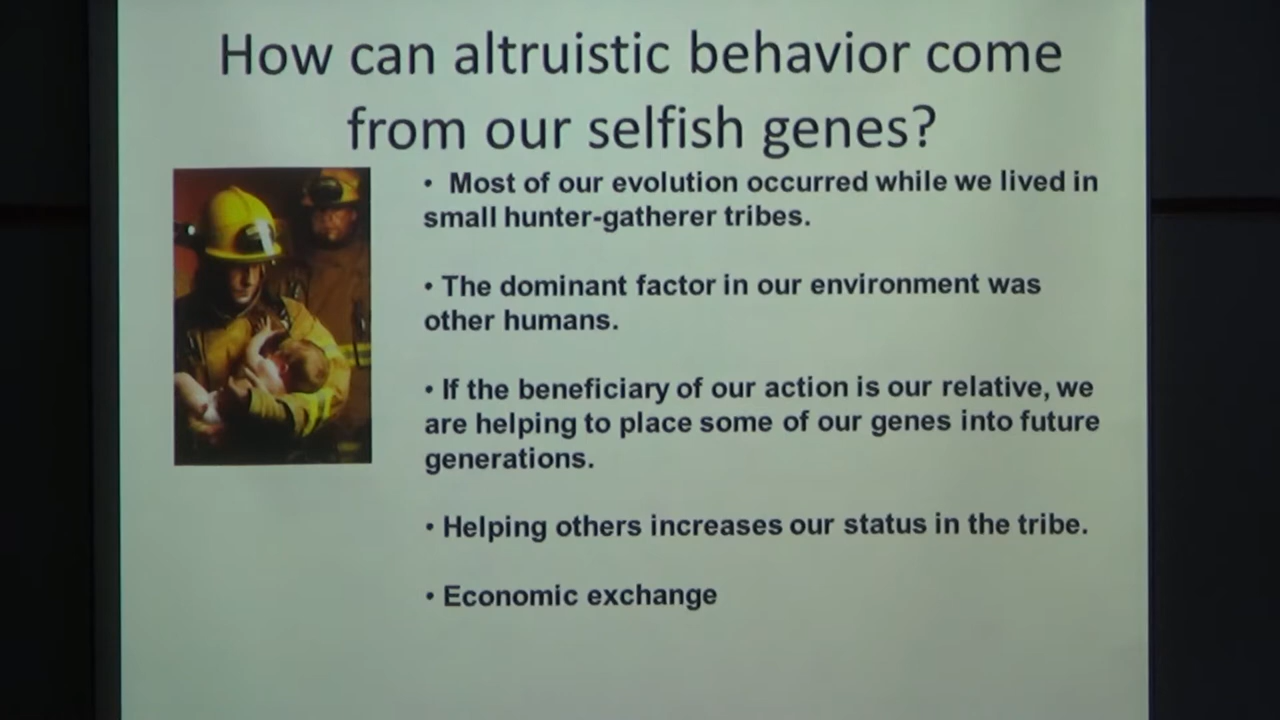 How can altruistic behavior come
from our selfish genes?
• Most of our evolution occurred while we lived in
small hunter-gatherer tribes.
• The dominant factor in our environment was
other humans.
• If the beneficiary of our action is our relative, we
are helping to place some of our genes into future
generations.
• Helping others increases our status in the tribe.
• Economic exchange